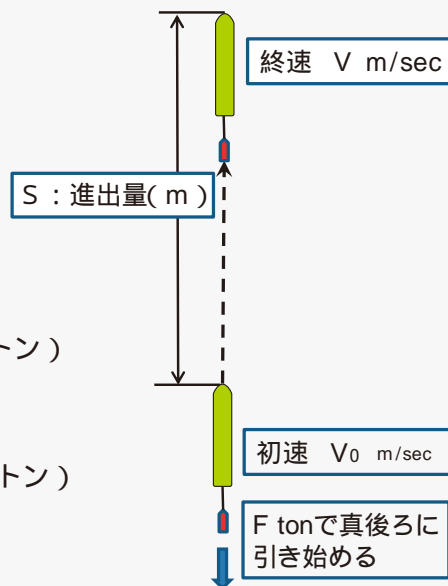 終速 V m/sec
S：進出量( m )
トン )
トン )
初速 V₀ m/sec
F tonで真後ろに
引き始める